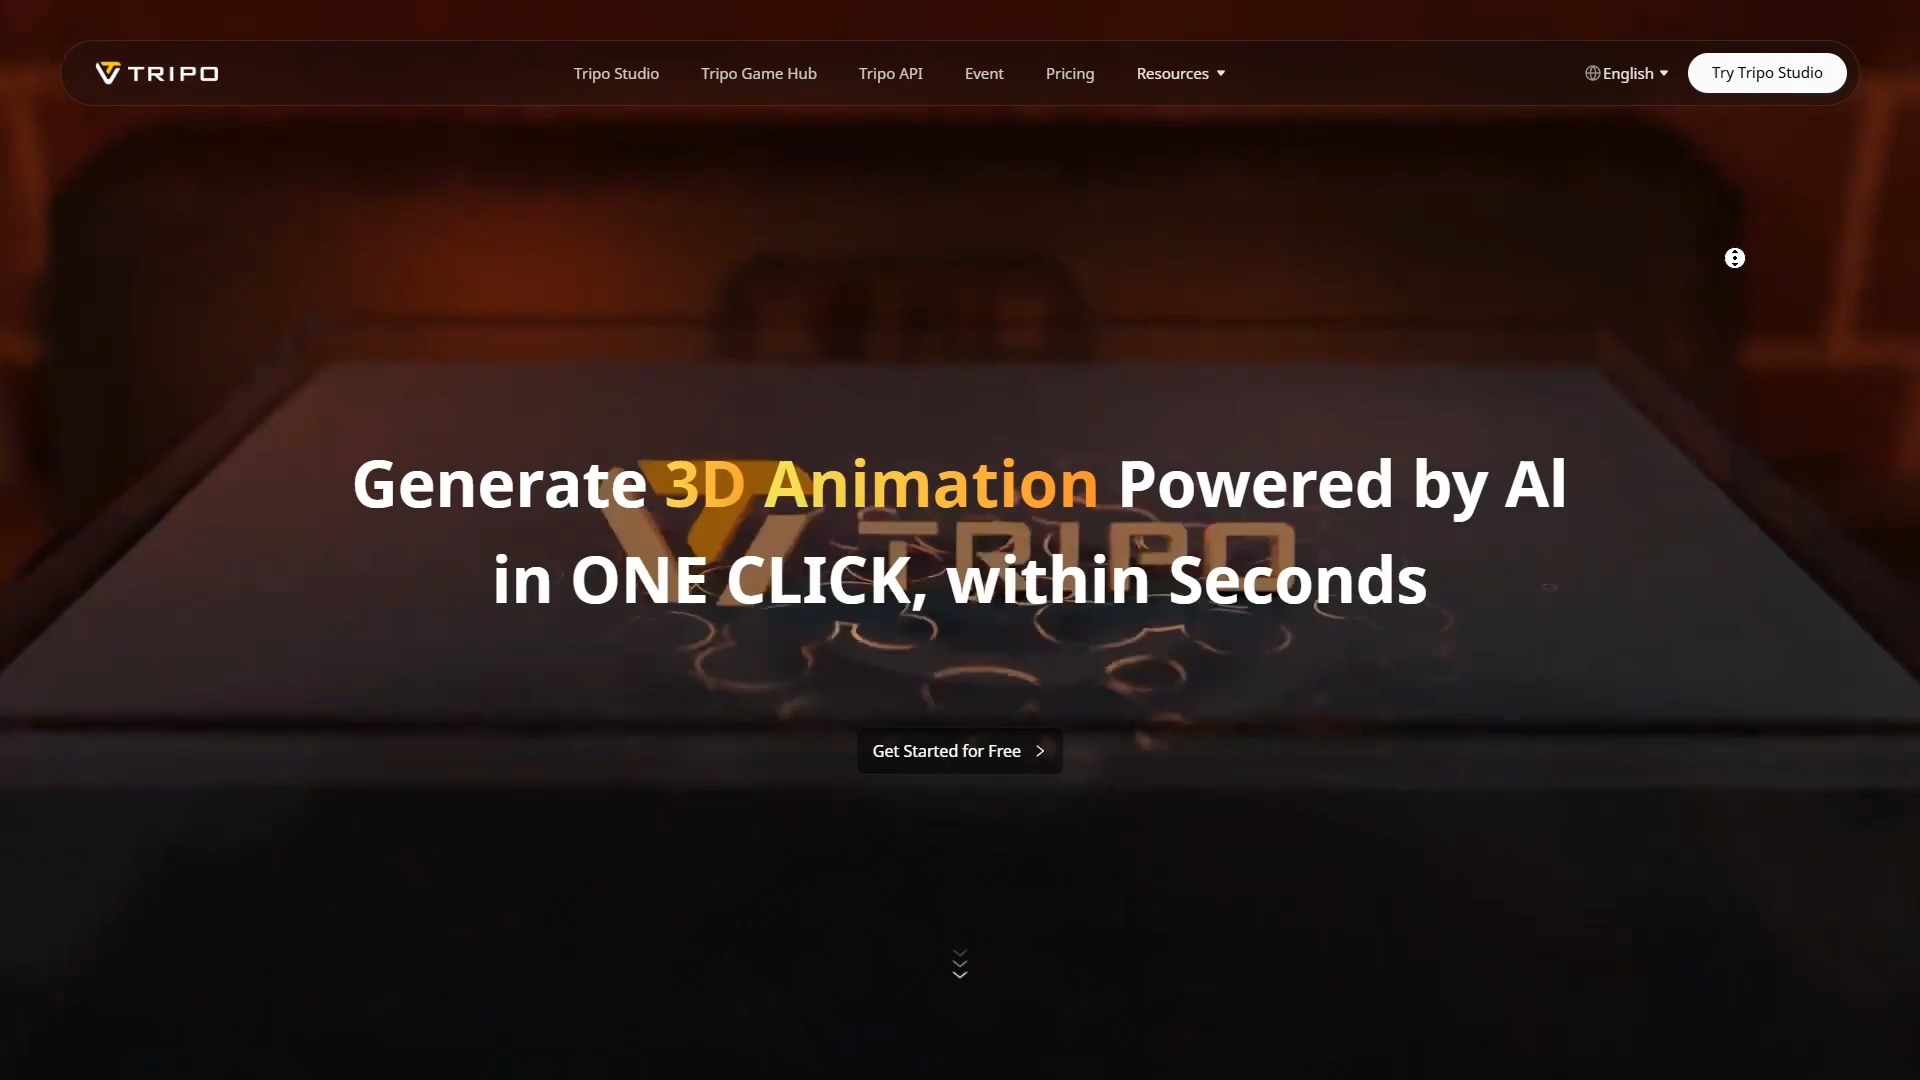 TRIPO
Tripo Studio
Tripo Game Hub
Tripo API
Event
Pricing
Resources
English
Try Tripo Studio
Generate 3D Animation Powered by AI
in ONE CLICK, within Seconds
TRIPO
Get Started for Free